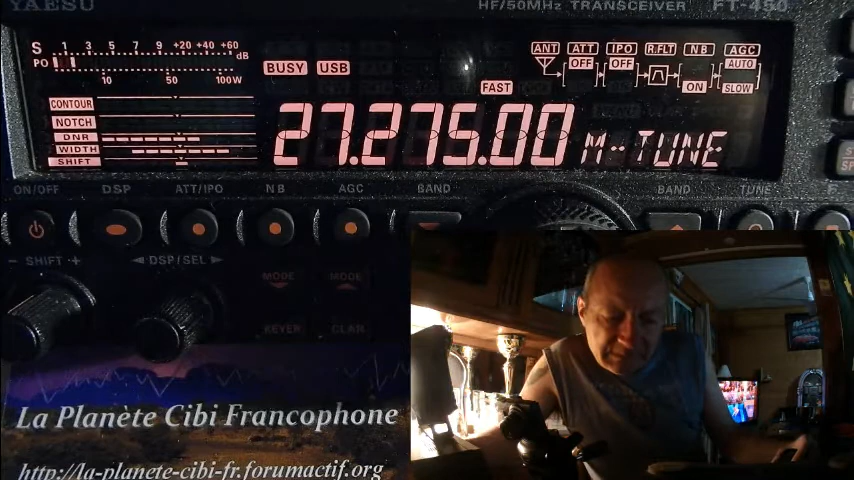 YAESU
HF/50MHz TRANSCEIVER FT-450
S 1 3 5 7 9 +20 +40 +60 dB
PO 10 50 100W
BUSY USB
ANT ATT IPO R.FLT NB AGC
OFF OFF AUTO
ON SLOW
FAST
CONTOUR
NOTCH
DNR
WIDTH
SHIFT
27.275.00 M-TUNE
ON/OFF DSP ATT/IPO NB AGC BAND BAND TUNE
- SHIFT + ◄DSP/SEL► MODE MODE
KEYER CLAR
La Planète Cibi Francophone
http://la-planete-cibi-fr.forumactif.org